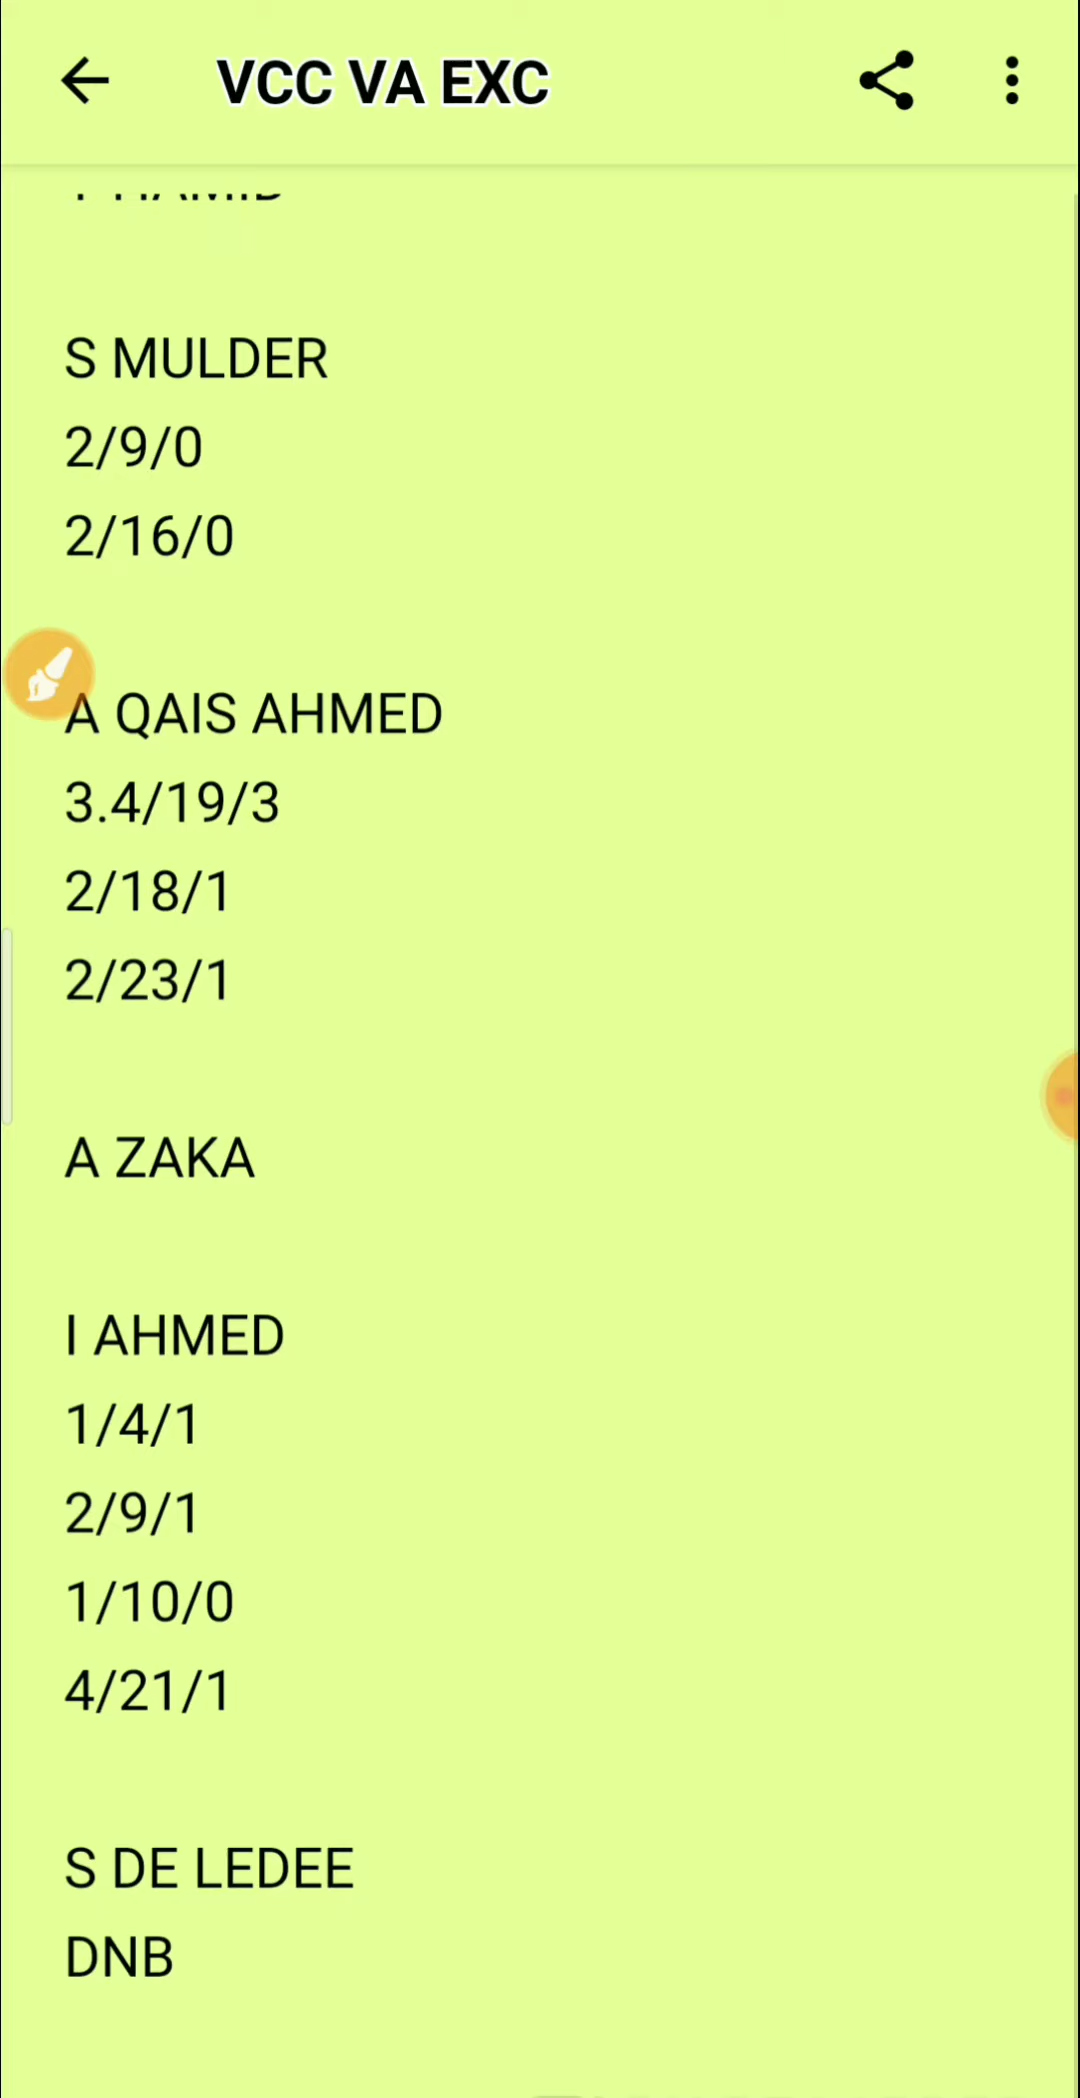 VCC VA EXC
S MULDER
2/9/0
2/16/0
A QAIS AHMED
3.4/19/3
2/18/1
2/23/1
A ZAKA
I AHMED
1/4/1
2/9/1
1/10/0
4/21/1
S DE LEDEE
DNB